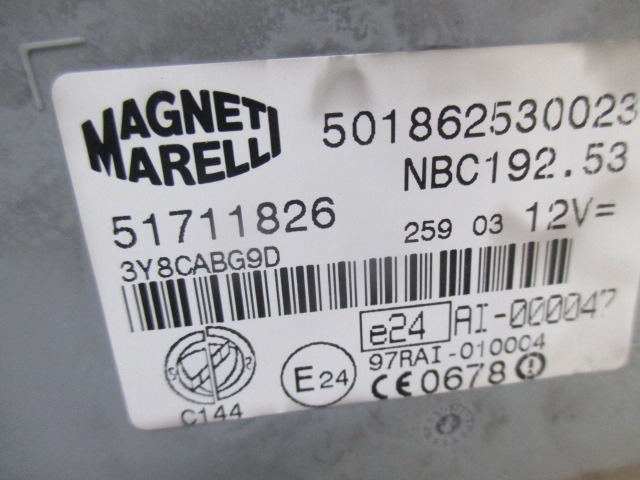 MAGNETI
MARELLI
501862530023
NBC192.53
51711826
259 03 12V=
3Y8CABG9D
e24 AI-000047
97RAI-010004
E24
CE0678
C144